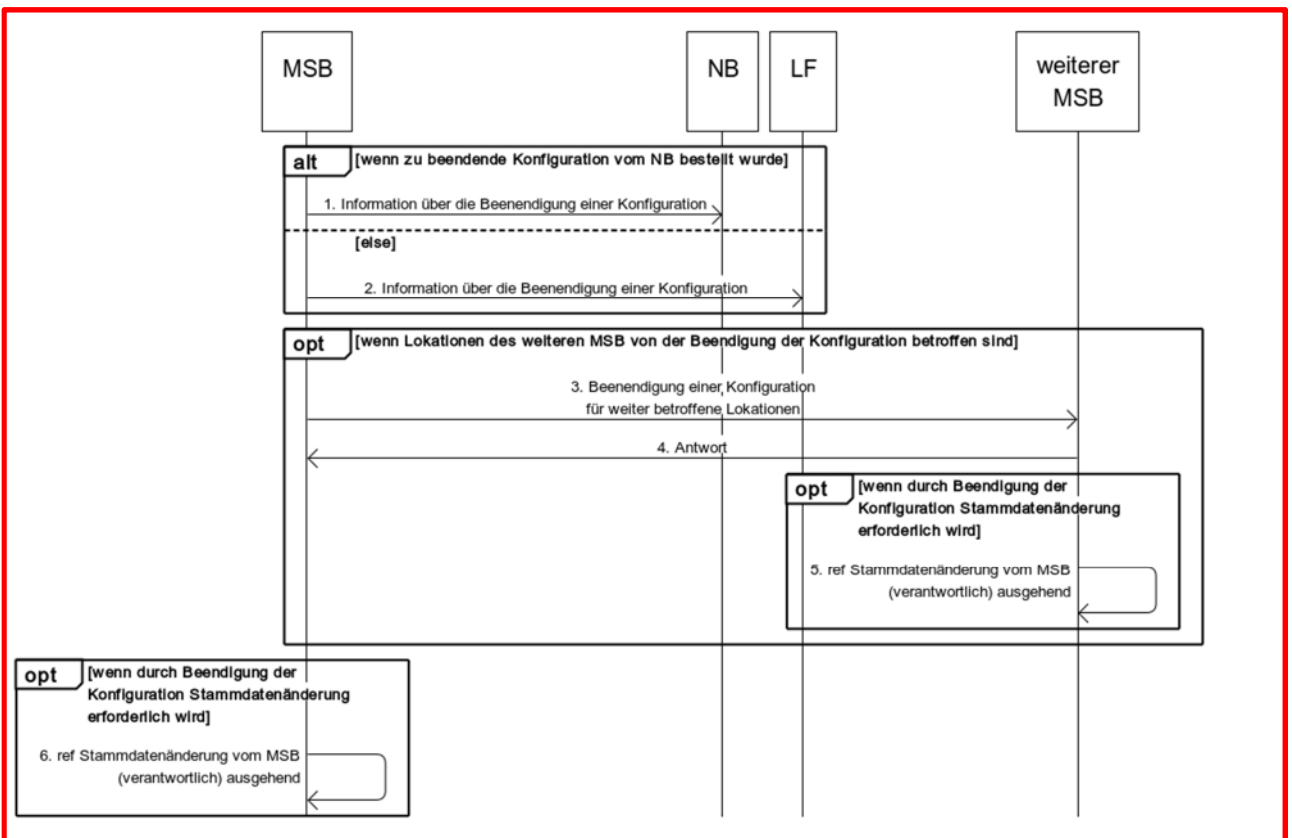 MSB
NB
LF
weiterer
MSB
alt
[wenn zu beendende Konfiguration vom NB bestellt wurde]
1. Information über die Beenendigung einer Konfiguration
[else]
2. Information über die Beenendigung einer Konfiguration
opt
[wenn Lokationen des weiteren MSB von der Beendigung der Konfiguration betroffen sind]
3. Beenendigung einer Konfiguration
für weiter betroffene Lokationen
4. Antwort
opt
[wenn durch Beendigung der
Konfiguration Stammdatenänderung
erforderlich wird]
5. ref Stammdatenänderung vom MSB
(verantwortlich) ausgehend
opt
[wenn durch Beendigung der
Konfiguration Stammdatenänderung
erforderlich wird]
6. ref Stammdatenänderung vom MSB
(verantwortlich) ausgehend